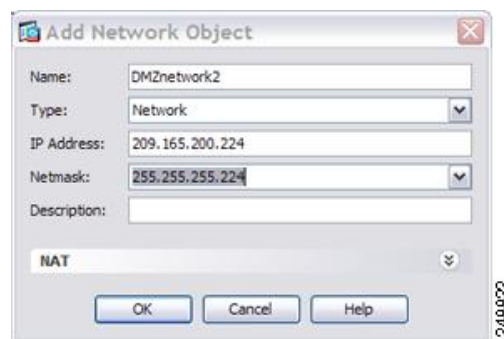 Add Network Object
Name: DMZnetwork2
Type: Network
IP Address: 209.165.200.224
Netmask: 255.255.255.224
Description:
NAT
OK Cancel Help
248822